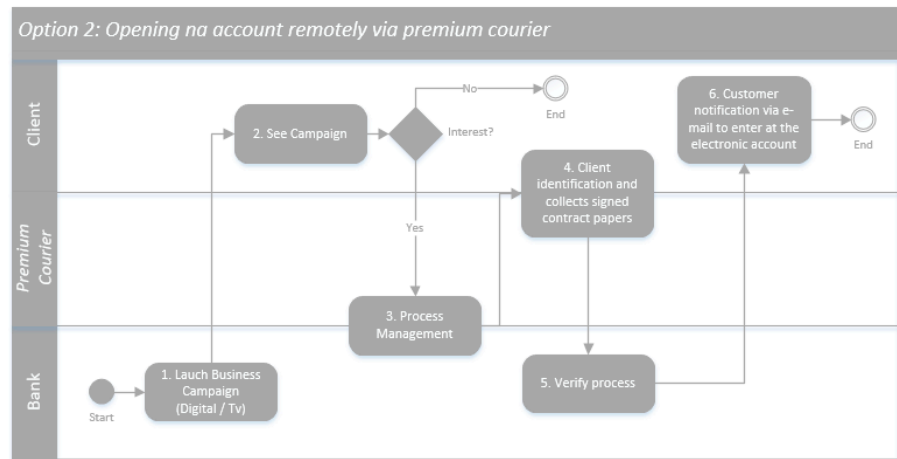 Option 2: Opening na account remotely via premium courier
Client
No
End
2. See Campaign
Interest?
6. Customer
notification via e-
mail to enter at the
electronic account
End
4. Client
identification and
collects signed
contract papers
Premium
Courier
Yes
3. Process
Management
Bank
Start
1. Lauch Business
Campaign
(Digital / Tv)
5. Verify process